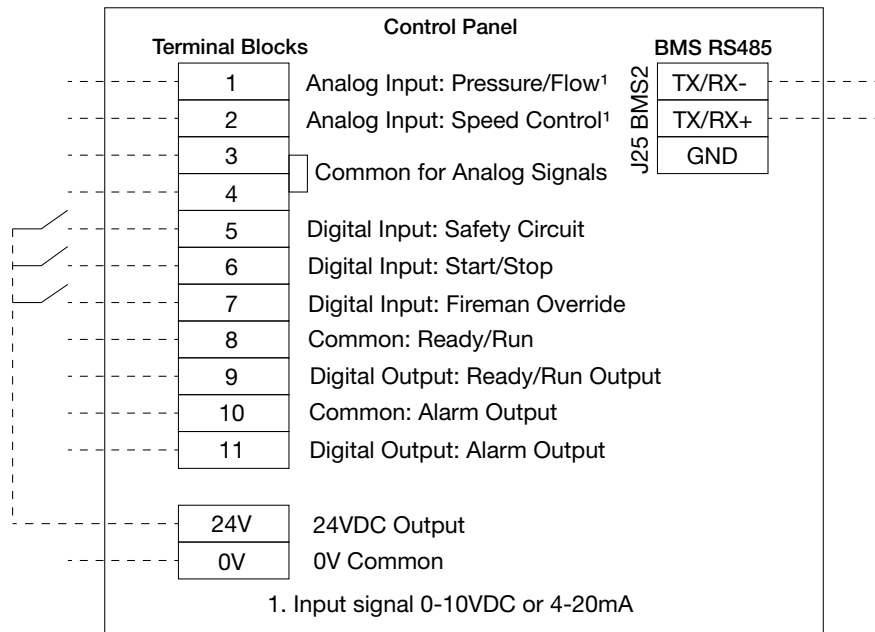 Control Panel
Terminal Blocks
BMS RS485
J25 BMS2
1 Analog Input: Pressure/Flow¹
TX/RX-
2 Analog Input: Speed Control¹
TX/RX+
3
GND
Common for Analog Signals
4
5 Digital Input: Safety Circuit
6 Digital Input: Start/Stop
7 Digital Input: Fireman Override
8 Common: Ready/Run
9 Digital Output: Ready/Run Output
10 Common: Alarm Output
11 Digital Output: Alarm Output
24V 24VDC Output
0V 0V Common
1. Input signal 0-10VDC or 4-20mA